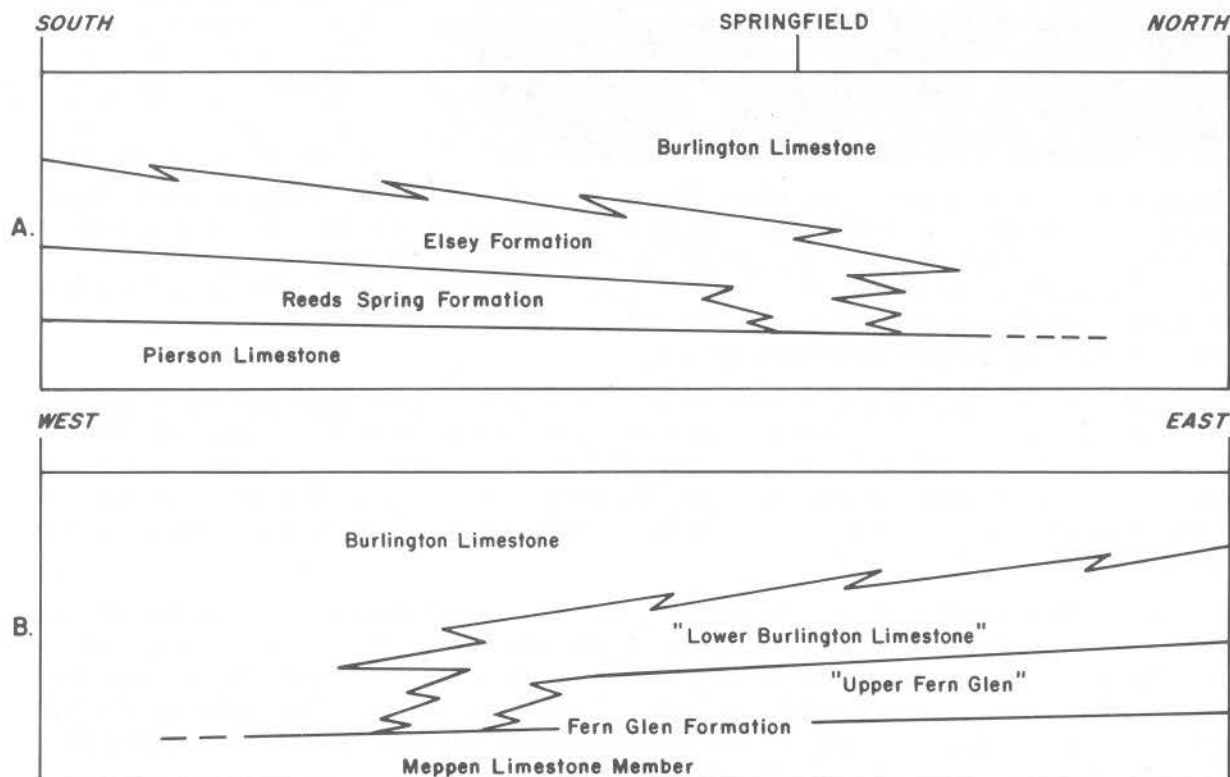 SOUTH SPRINGFIELD NORTH
Burlington Limestone
A.
Elsey Formation
Reeds Spring Formation
Pierson Limestone
WEST EAST
Burlington Limestone
B.
"Lower Burlington Limestone"
"Upper Fern Glen"
Fern Glen Formation
Meppen Limestone Member